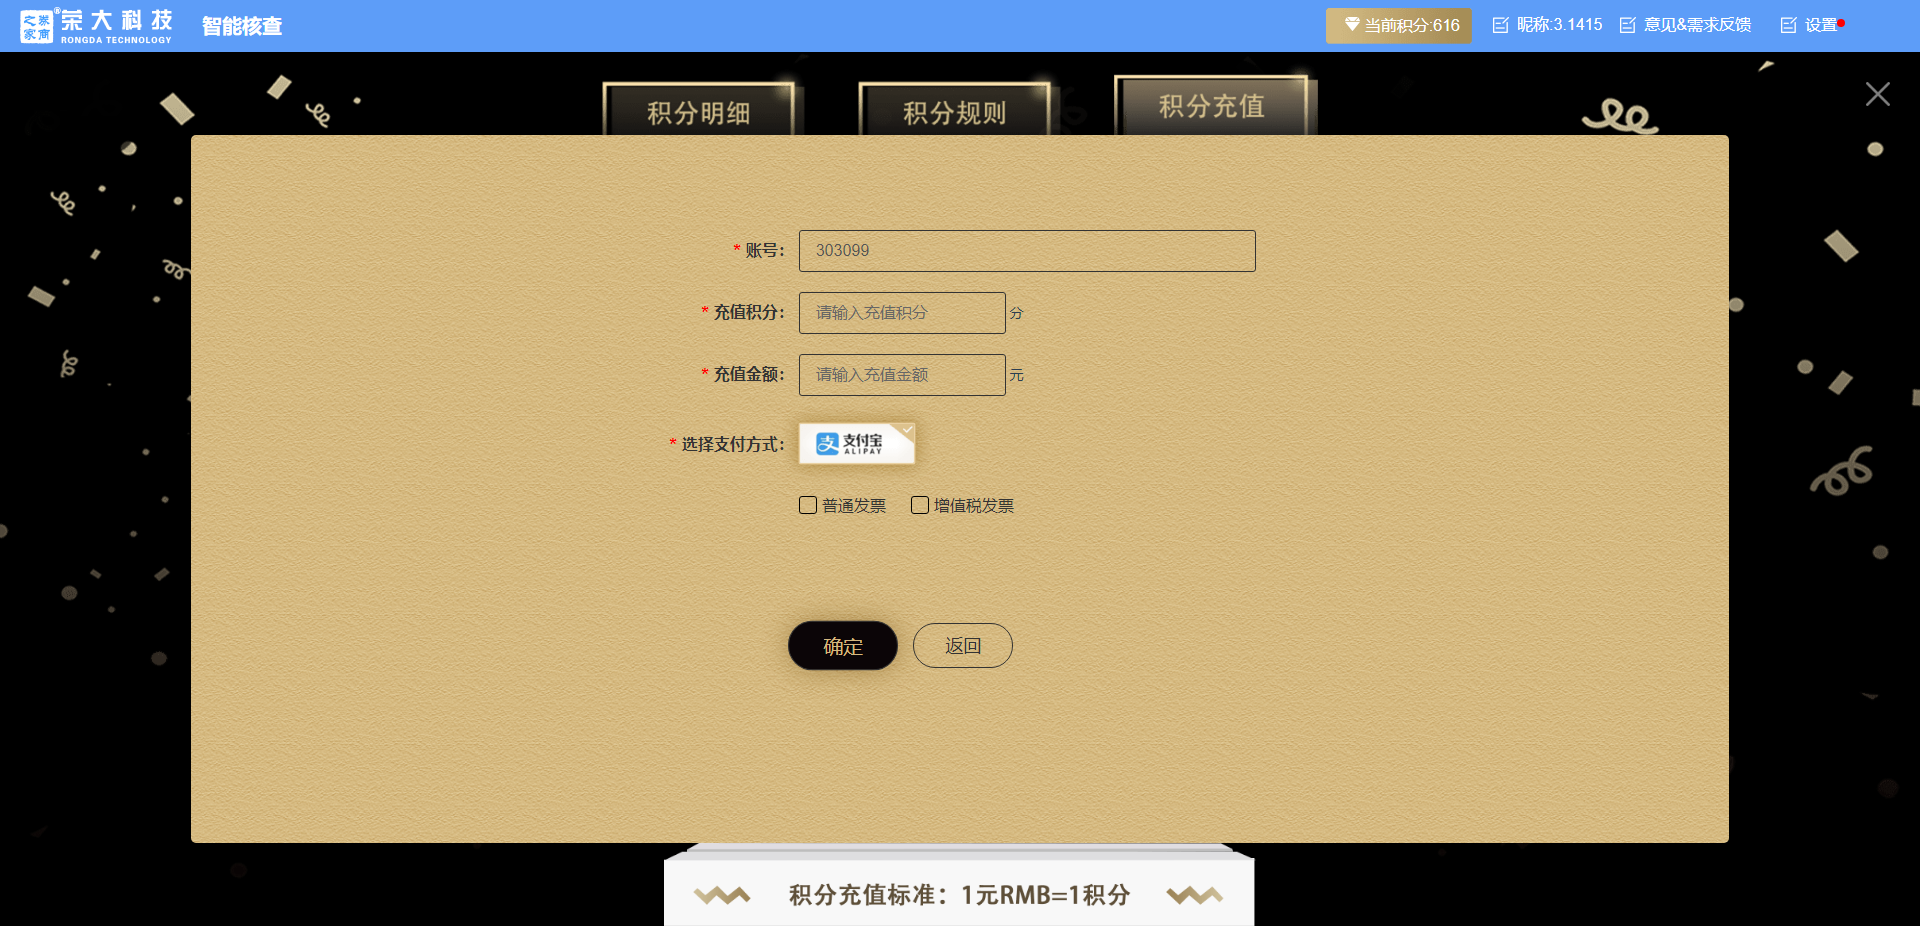 券商之家®
荣大科技
RONGDA TECHNOLOGY
智能核查
当前积分:616
昵称:3.1415
意见&需求反馈
设置
积分明细
积分规则
积分充值
* 账号：
303099
* 充值积分：
请输入充值积分
分
* 充值金额：
请输入充值金额
元
* 选择支付方式：
支 支付宝
ALIPAY
普通发票
增值税发票
确定
返回
积分充值标准：1元RMB=1积分